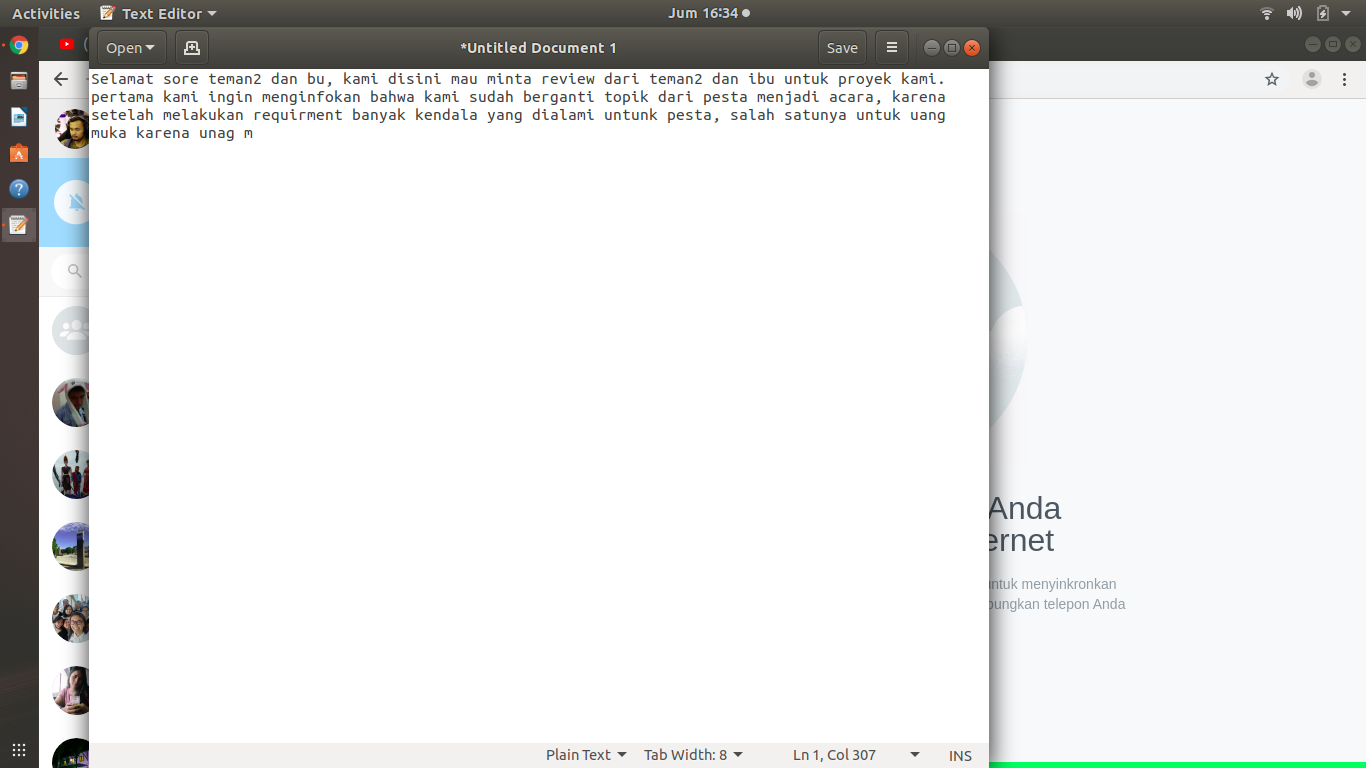 Activities
Text Editor
Jum 16:34
Open
*Untitled Document 1
Save
Selamat sore teman2 dan bu, kami disini mau minta review dari teman2 dan ibu untuk proyek kami.
pertama kami ingin menginfokan bahwa kami sudah berganti topik dari pesta menjadi acara, karena
setelah melakukan requirment banyak kendala yang dialami untunk pesta, salah satunya untuk uang
muka karena unag m
Anda
ernet
ntuk menyinkronkan
bungkan telepon Anda
Plain Text
Tab Width: 8
Ln 1, Col 307
INS